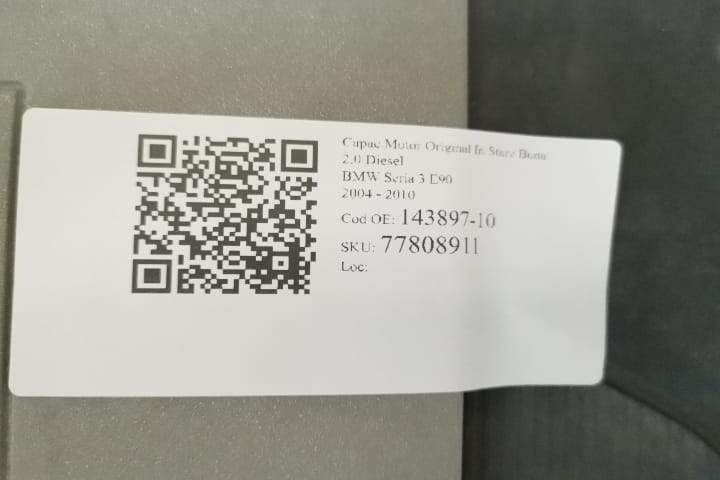 Capac Motor Original In Stare Buna
2.0 Diesel
BMW Seria 3 E90
2004 - 2010
Cod OE: 143897-10
SKU: 77808911
Loc: